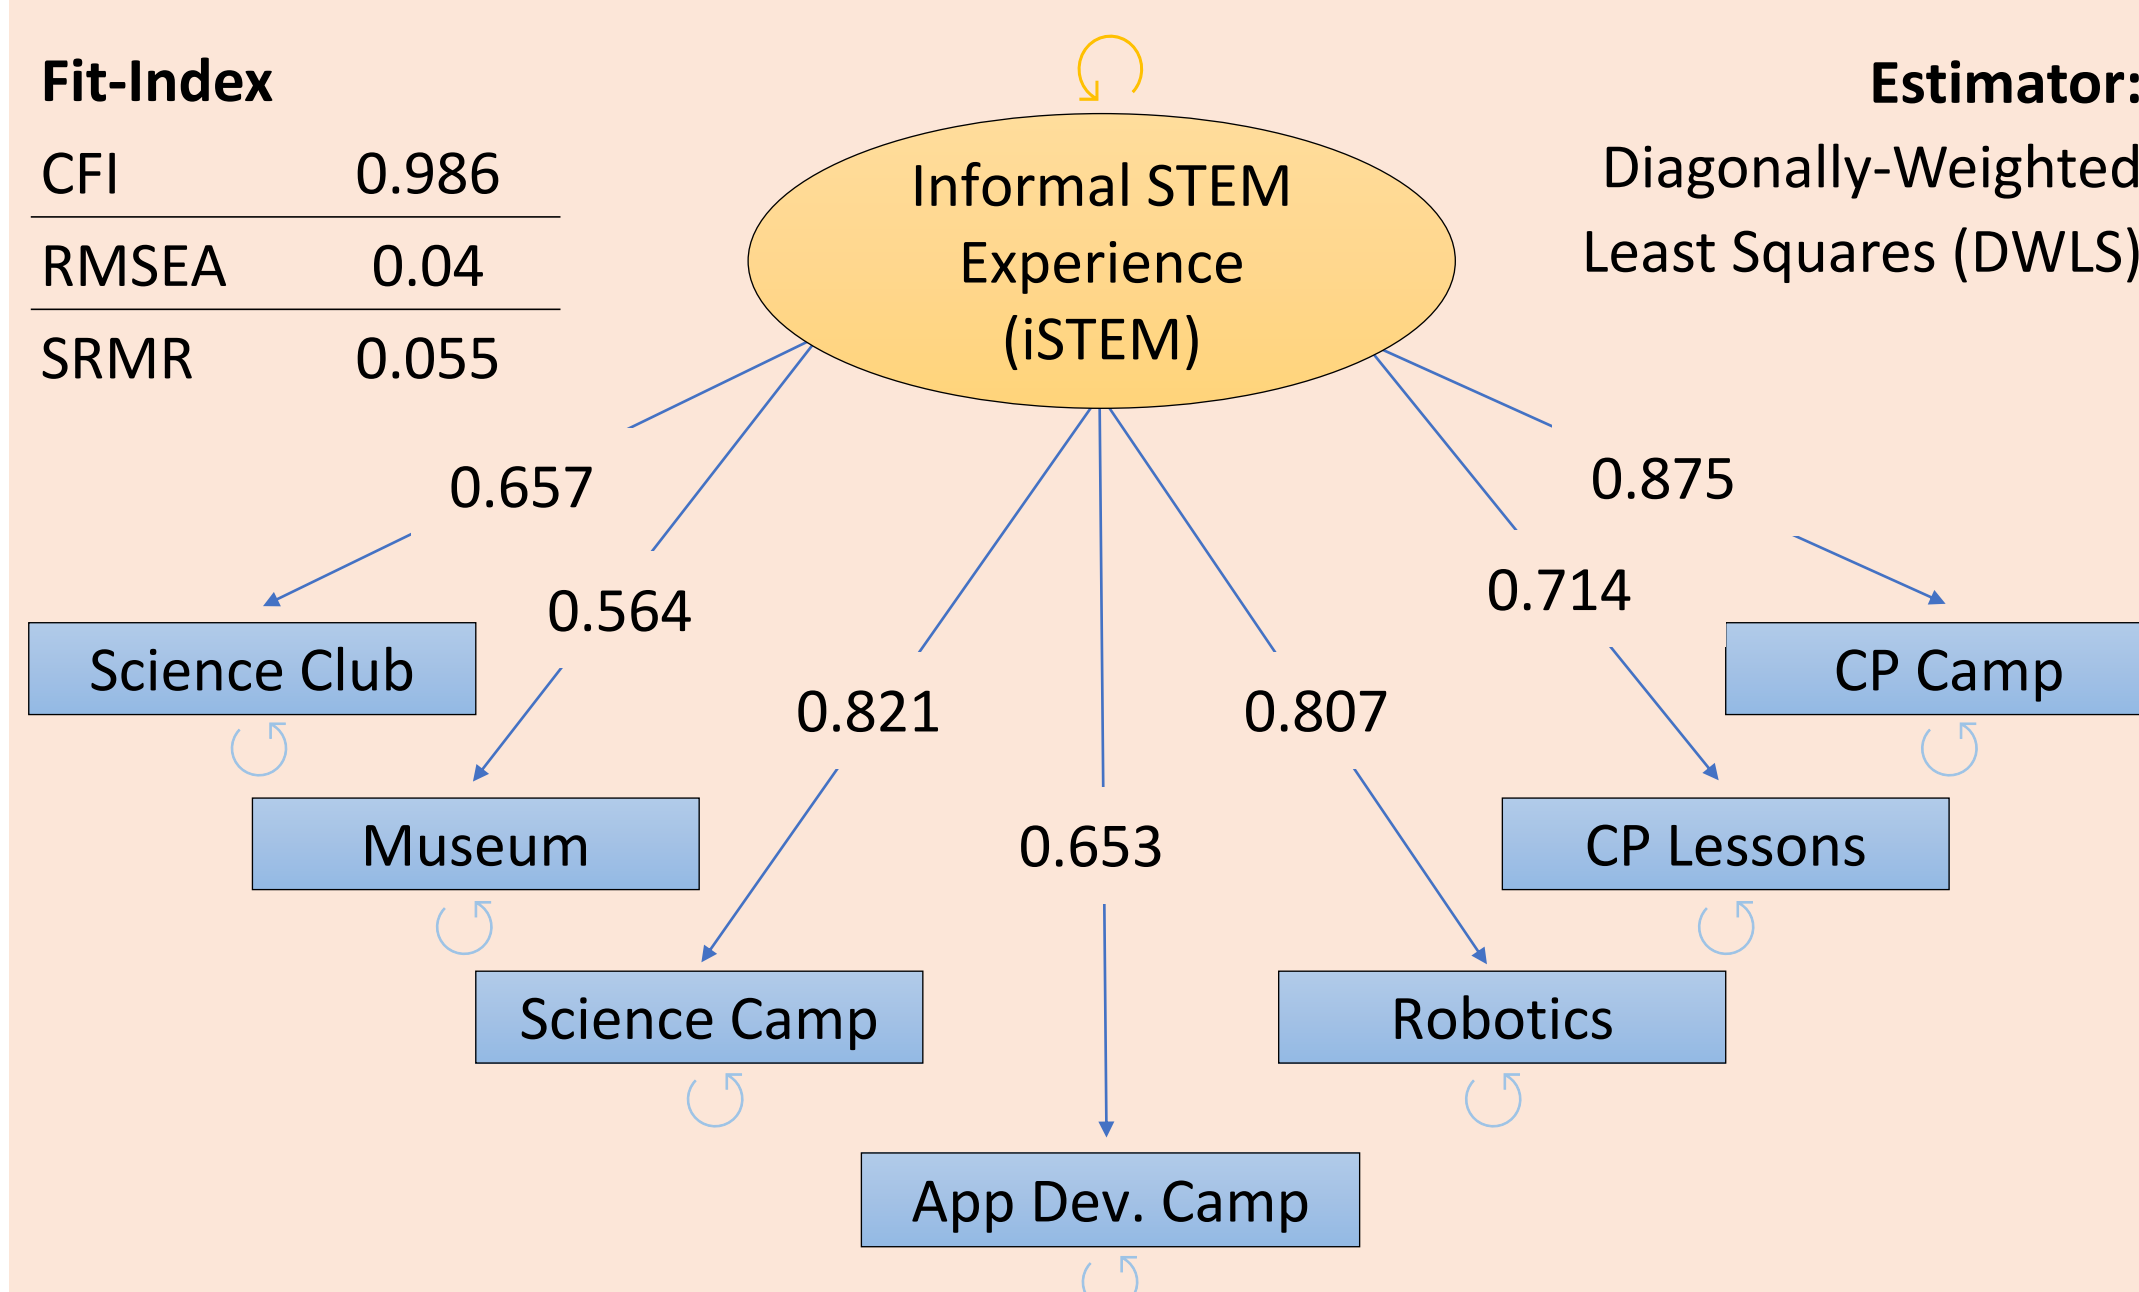 Fit-Index
CFI 0.986
RMSEA 0.04
SRMR 0.055
Informal STEM
Experience
(iSTEM)
Estimator:
Diagonally-Weighted
Least Squares (DWLS)
0.657
0.875
0.564
0.714
Science Club
CP Camp
0.821
0.807
Museum
0.653
CP Lessons
Science Camp
Robotics
App Dev. Camp